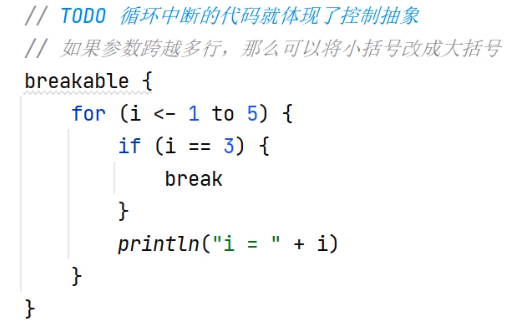 // TODO 循环中断的代码就体现了控制抽象
// 如果参数跨越多行，那么可以将小括号改成大括号
breakable {
    for (i <- 1 to 5) {
        if (i == 3) {
            break
        }
        println("i = " + i)
    }
}